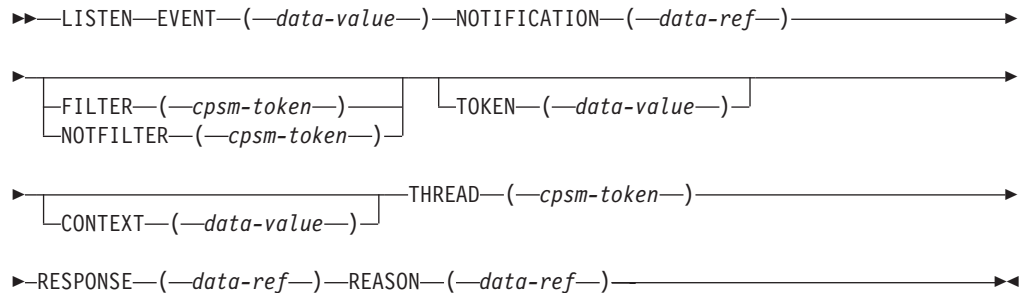 LISTEN EVENT ( data-value ) NOTIFICATION ( data-ref )
FILTER ( cpsm-token ) TOKEN ( data-value )
NOTFILTER ( cpsm-token )
THREAD ( cpsm-token )
CONTEXT ( data-value )
RESPONSE ( data-ref ) REASON ( data-ref )